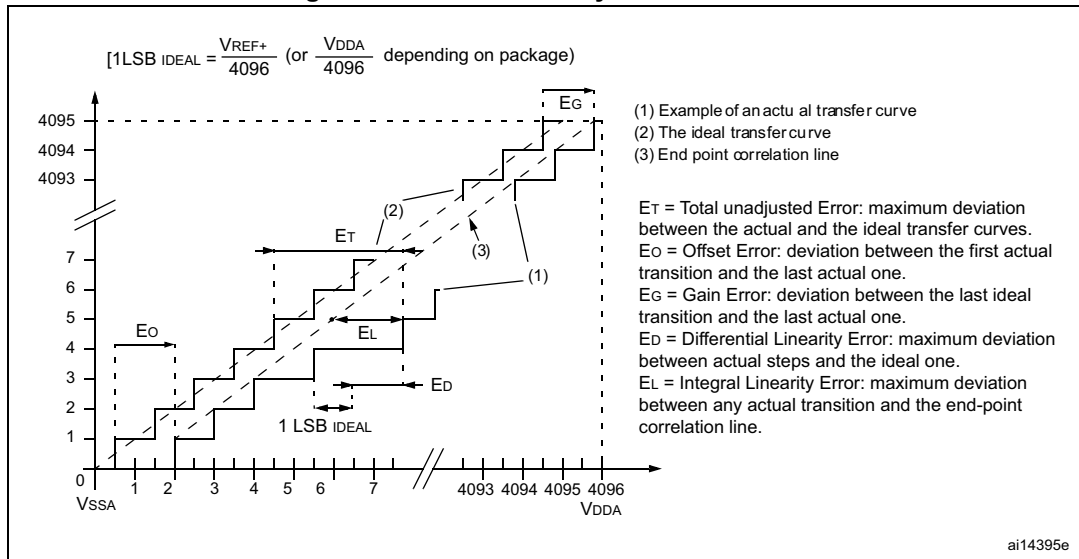 [1LSB IDEAL = VREF+ / 4096 (or VDDA / 4096 depending on package)
EG
(1) Example of an actu al transfer curve
(2) The ideal transfer curve
(3) End point correlation line
4095
4094
4093
7
6
5
4
3
2
1
0
(2)
ET
(3)
(1)
EO
EL
ED
1 LSB IDEAL
ET = Total unadjusted Error: maximum deviation
between the actual and the ideal transfer curves.
EO = Offset Error: deviation between the first actual
transition and the last actual one.
EG = Gain Error: deviation between the last ideal
transition and the last actual one.
ED = Differential Linearity Error: maximum deviation
between actual steps and the ideal one.
EL = Integral Linearity Error: maximum deviation
between any actual transition and the end-point
correlation line.
1 2 3 4 5 6 7 4093 4094 4095 4096
VSSA
VDDA
ai14395e